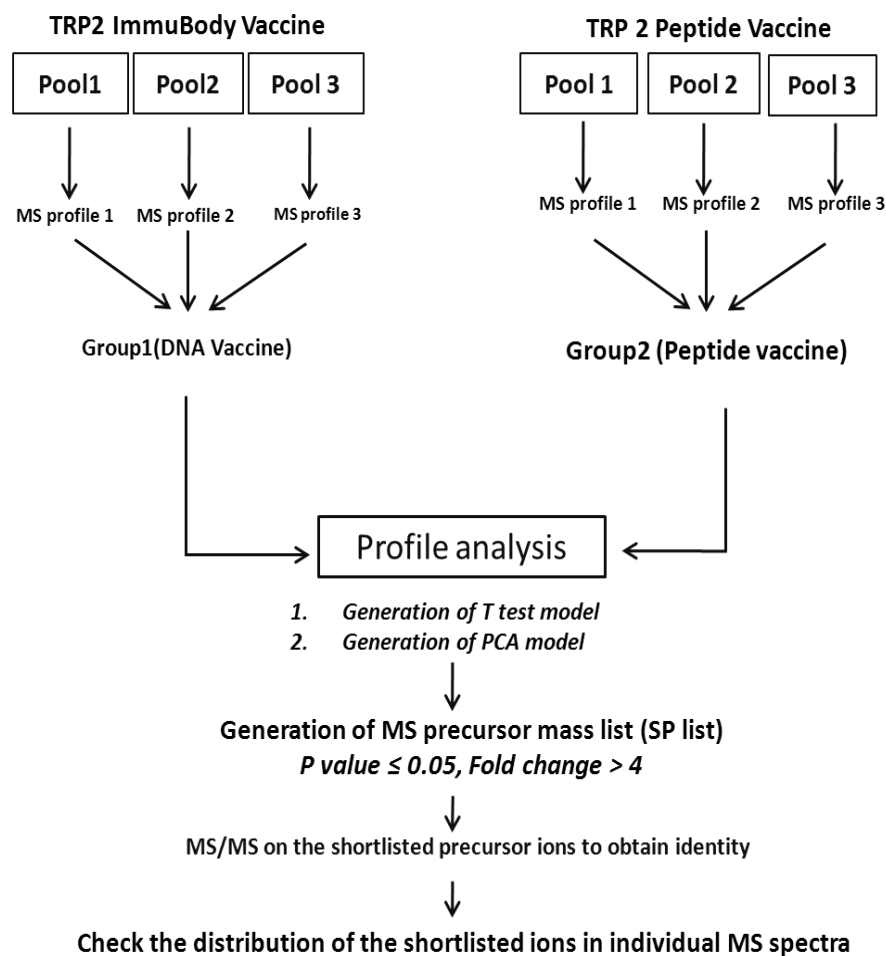 TRP2 ImmuBody Vaccine
Pool1 Pool2 Pool 3
MS profile 1 MS profile 2 MS profile 3
Group1(DNA Vaccine)
TRP 2 Peptide Vaccine
Pool 1 Pool 2 Pool 3
MS profile 1 MS profile 2 MS profile 3
Group2 (Peptide vaccine)
Profile analysis
1. Generation of T test model
2. Generation of PCA model
Generation of MS precursor mass list (SP list)
P value ≤ 0.05, Fold change > 4
MS/MS on the shortlisted precursor ions to obtain identity
Check the distribution of the shortlisted ions in individual MS spectra